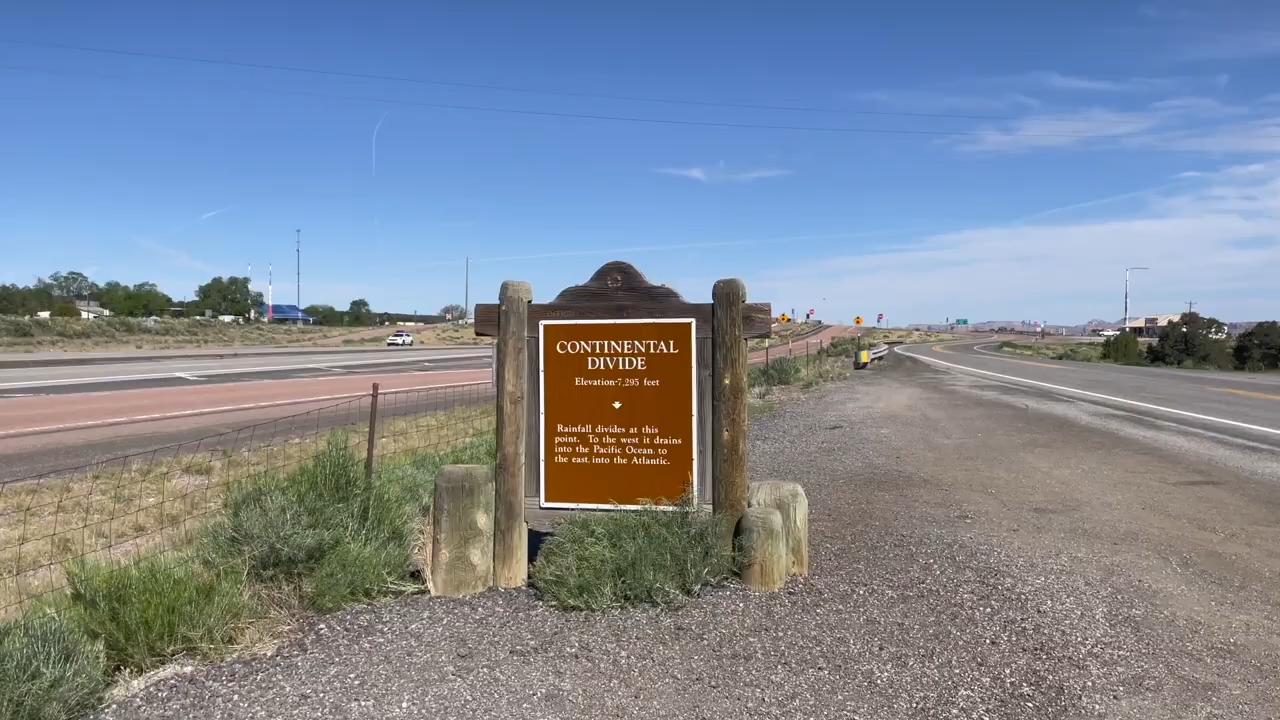 CONTINENTAL
DIVIDE
Elevation-7,295 feet
Rainfall divides at this
point. To the west it drains
into the Pacific Ocean, to
the east, into the Atlantic.